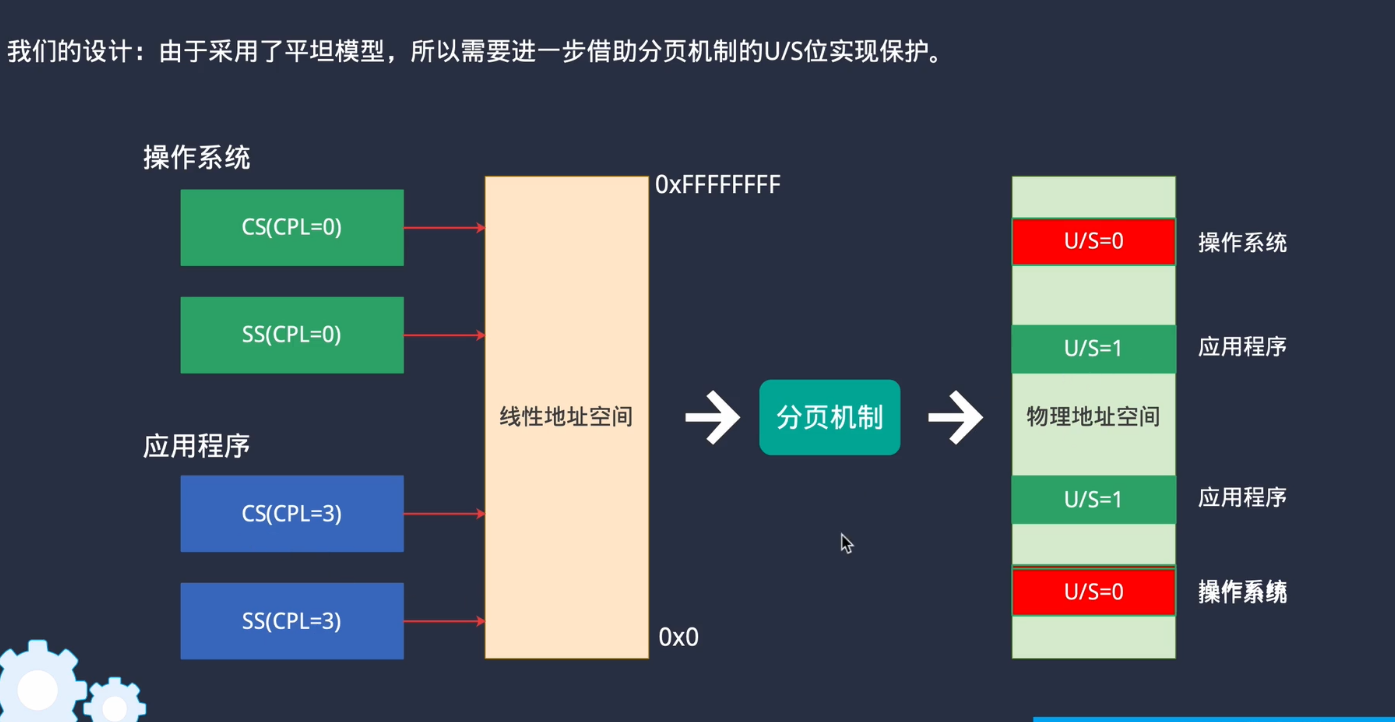 我们的设计：由于采用了平坦模型，所以需要进一步借助分页机制的U/S位实现保护。
操作系统
CS(CPL=0)
SS(CPL=0)
应用程序
CS(CPL=3)
SS(CPL=3)
0xFFFFFFFF
线性地址空间
0x0
分页机制
U/S=0
操作系统
U/S=1
应用程序
物理地址空间
U/S=1
应用程序
U/S=0
操作系统